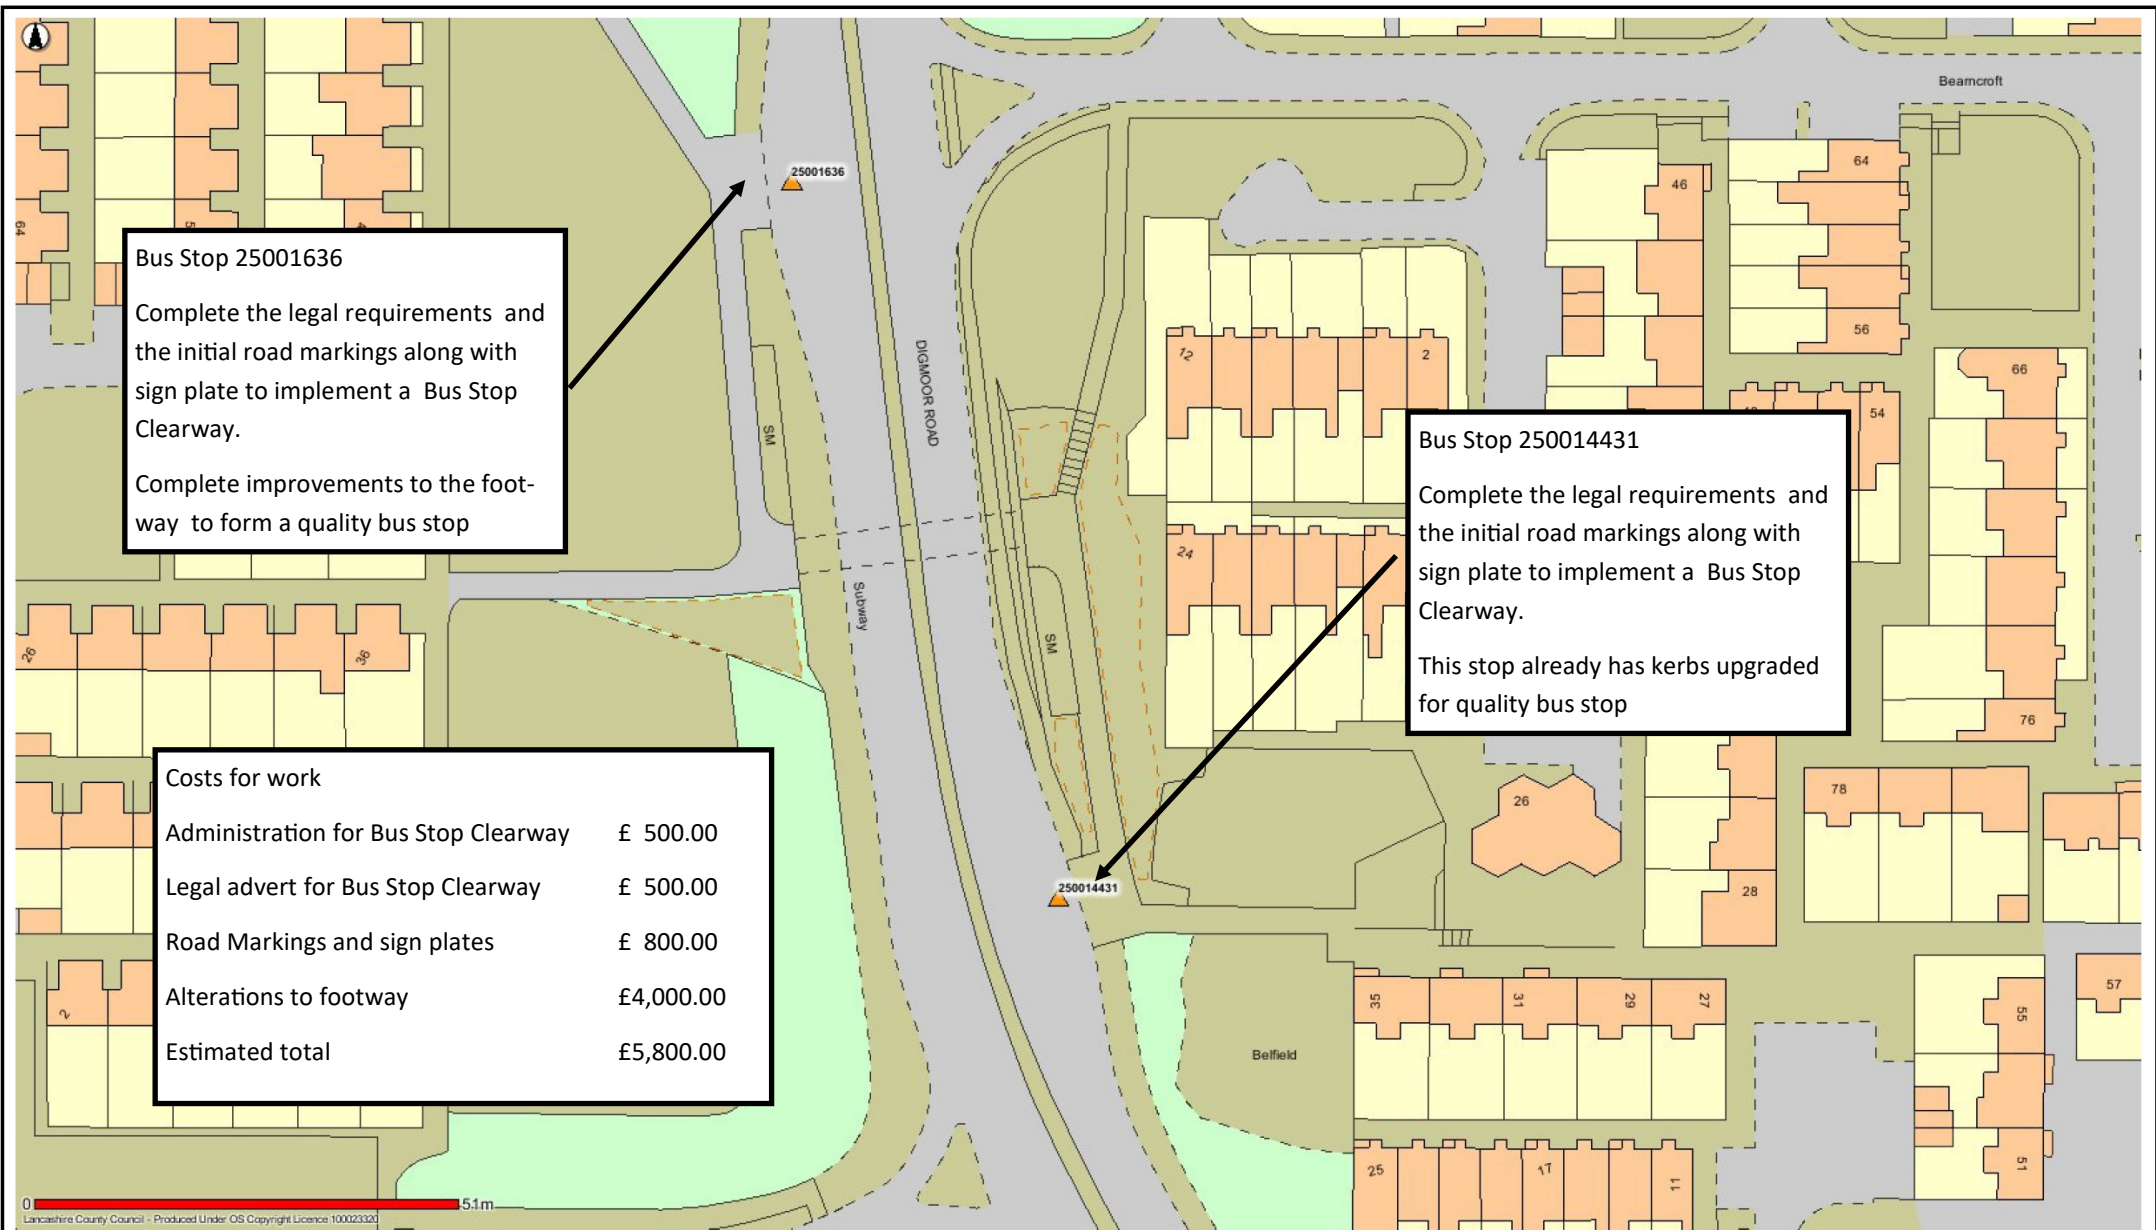 Beamcroft
25001636
64
46
64
5
4
Bus Stop 25001636
Complete the legal requirements and
the initial road markings along with
sign plate to implement a Bus Stop
Clearway.
Complete improvements to the foot-
way to form a quality bus stop
DIGMOOR ROAD
SM
Subway
SM
12
2
24
56
66
54
76
Bus Stop 250014431
Complete the legal requirements and
the initial road markings along with
sign plate to implement a Bus Stop
Clearway.
This stop already has kerbs upgraded
for quality bus stop
26
36
Costs for work
Administration for Bus Stop Clearway £ 500.00
Legal advert for Bus Stop Clearway £ 500.00
Road Markings and sign plates £ 800.00
Alterations to footway £4,000.00
Estimated total £5,800.00
2
250014431
26
78
28
35
31
29
27
57
55
51
Belfield
25
17
11
0
51m
Lancashire County Council - Produced Under OS Copyright Licence 100023320